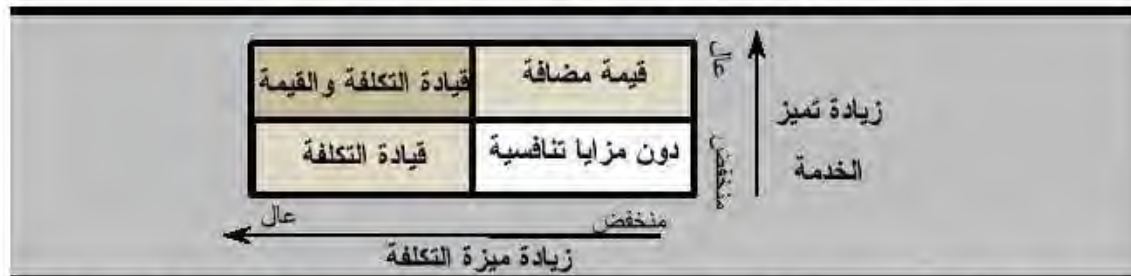 عال
قيمة مضافة
قيادة التكلفة والقيمة
زيادة تميز
الخدمة
منخفض
دون مزايا تنافسية
قيادة التكلفة
منخفض
عال
زيادة ميزة التكلفة